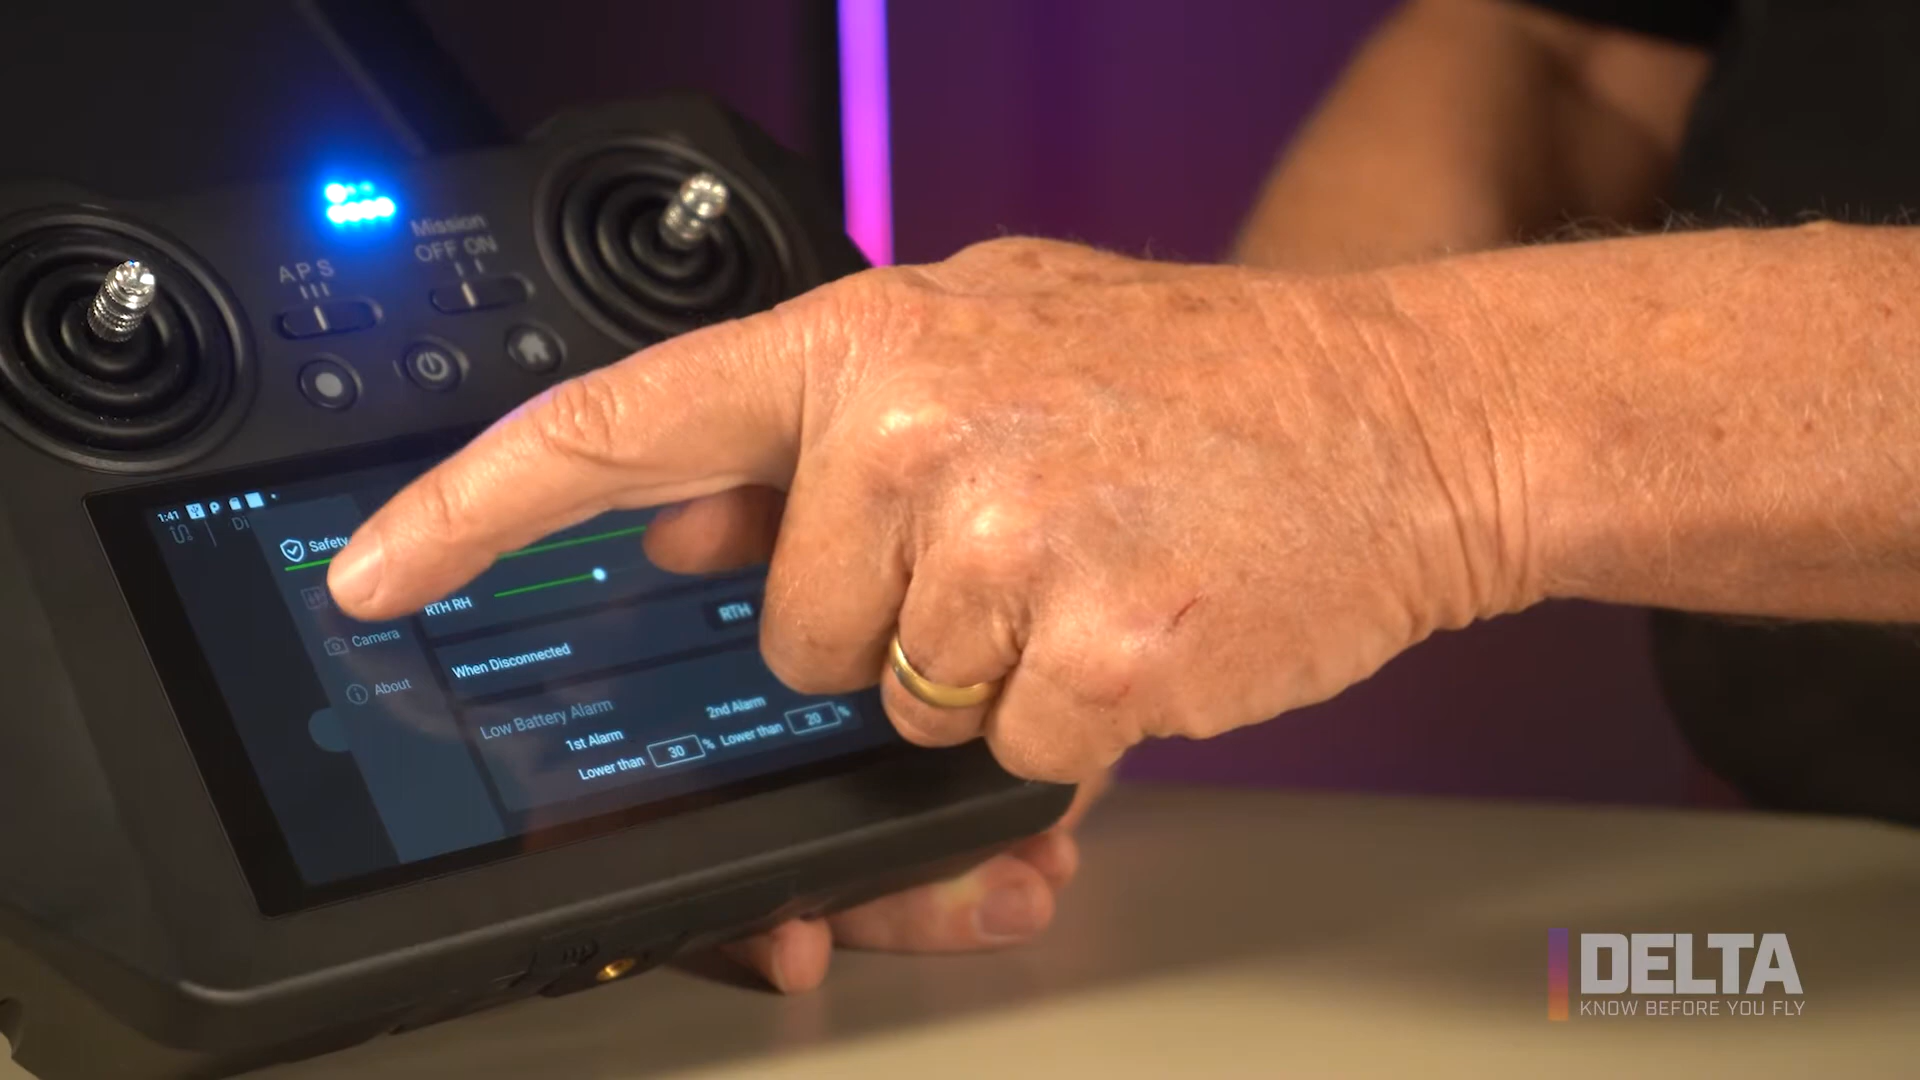 Mission
OFF ON
A P S
1:41
Di
Safety
RTH RH
RTH
Camera
When Disconnected
About
Low Battery Alarm
1st Alarm
2nd Alarm
Lower than 30 %
Lower than 20 %
DELTA
KNOW BEFORE YOU FLY